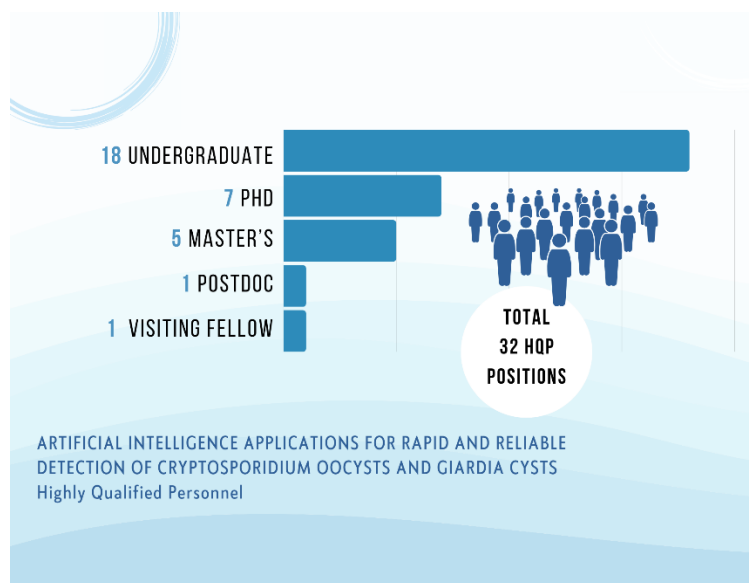 18 UNDERGRADUATE
7 PHD
5 MASTER'S
1 POSTDOC
1 VISITING FELLOW
TOTAL
32 HQP
POSITIONS
ARTIFICIAL INTELLIGENCE APPLICATIONS FOR RAPID AND RELIABLE
DETECTION OF CRYPTOSPORIDIUM OOCYSTS AND GIARDIA CYSTS
Highly Qualified Personnel